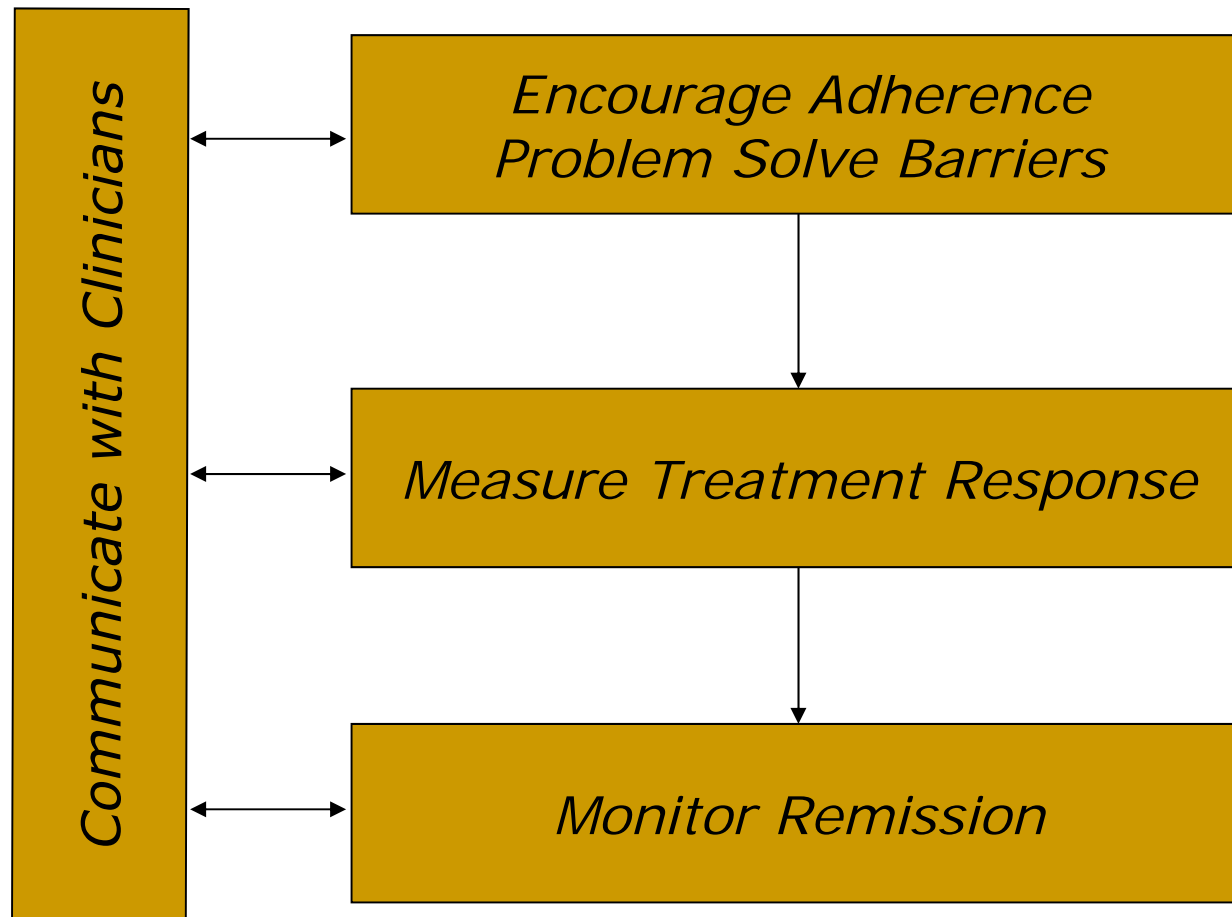 Communicate with Clinicians
Encourage Adherence
Problem Solve Barriers
Measure Treatment Response
Monitor Remission